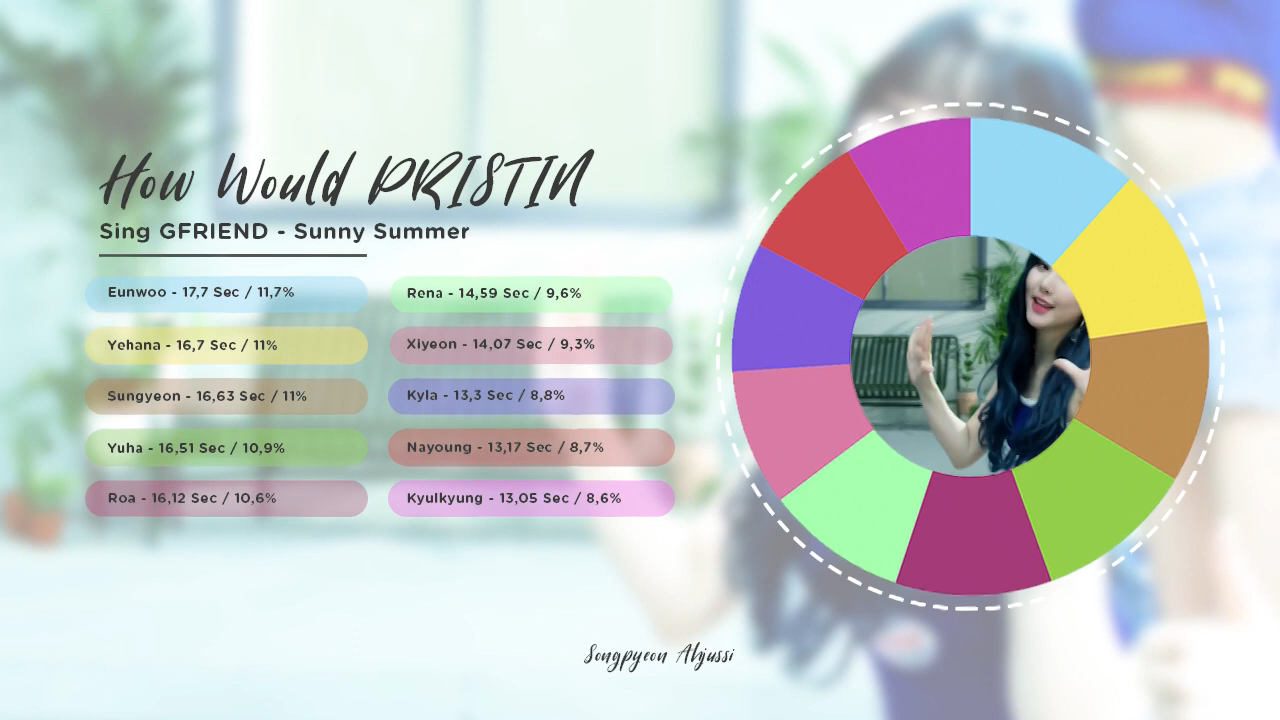 How Would PRISTIN
Sing GFRIEND - Sunny Summer
Eunwoo - 17,7 Sec / 11,7%
Yehana - 16,7 Sec / 11%
Sungyeon - 16,63 Sec / 11%
Yuha - 16,51 Sec / 10,9%
Roa - 16,12 Sec / 10,6%
Rena - 14,59 Sec / 9,6%
Xiyeon - 14,07 Sec / 9,3%
Kyla - 13,3 Sec / 8,8%
Nayoung - 13,17 Sec / 8,7%
Kyulkyung - 13,05 Sec / 8,6%
Songpyeon Ahjussi